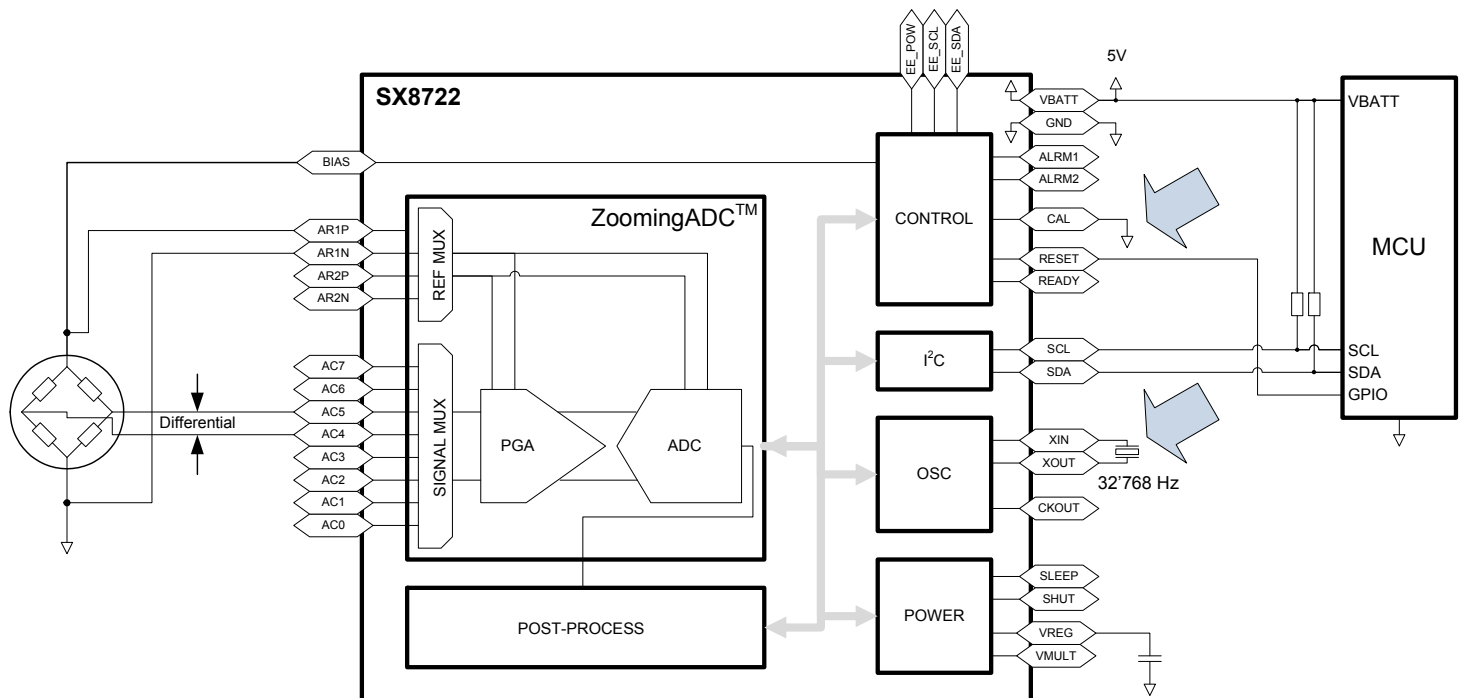 EE_POW
EE_SCL
EE_SDA
5V
SX8722
VBATT
VBATT
GND
BIAS
ALRM1
ALRM2
ZoomingADC™
CONTROL
CAL
MCU
AR1P
AR1N
AR2P
AR2N
REF MUX
RESET
READY
I²C
SCL
SDA
SCL
SDA
GPIO
AC7
AC6
AC5
AC4
AC3
AC2
AC1
AC0
Differential
SIGNAL MUX
PGA
ADC
OSC
XIN
XOUT
32'768 Hz
CKOUT
POST-PROCESS
POWER
SLEEP
SHUT
VREG
VMULT